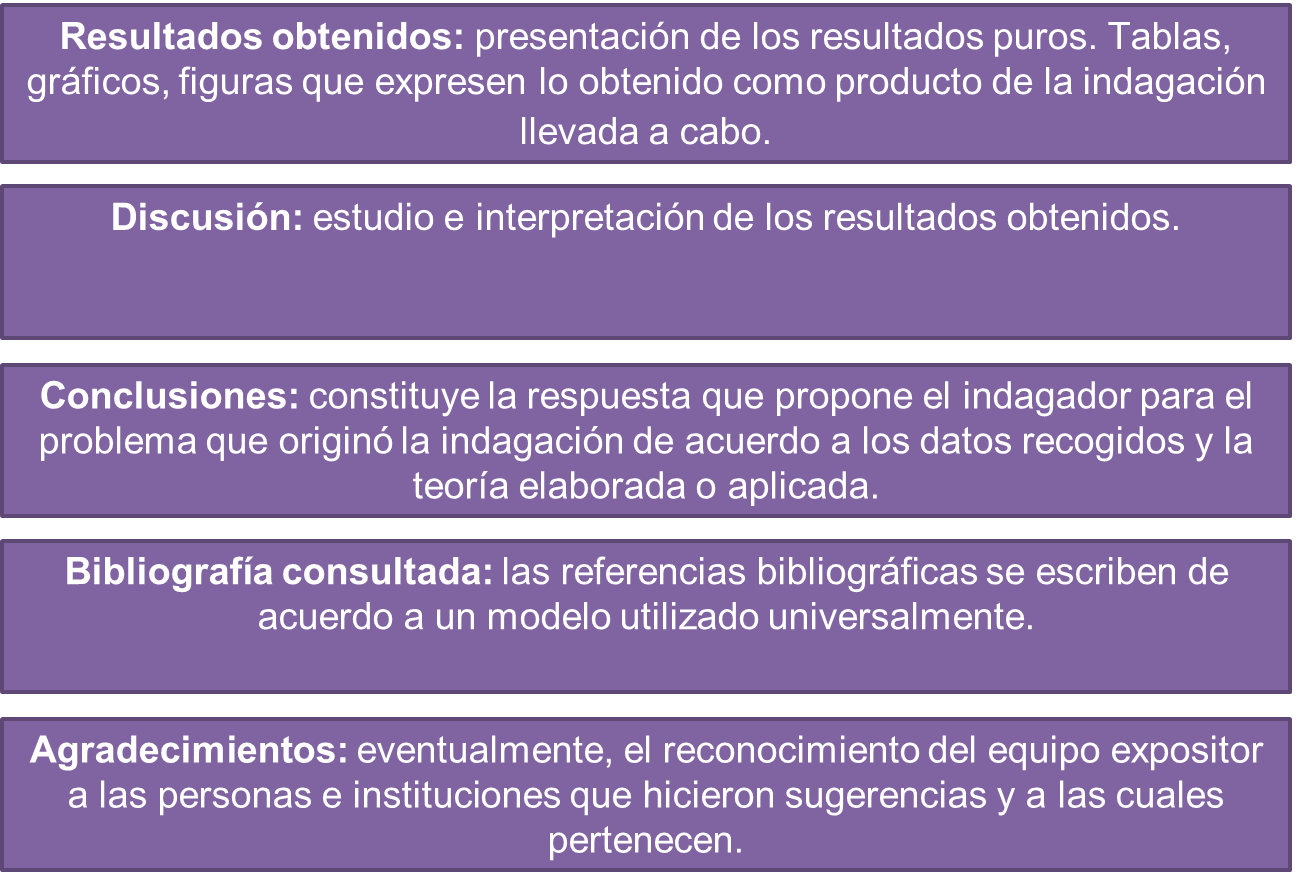 Resultados obtenidos: presentación de los resultados puros. Tablas,
gráficos, figuras que expresen lo obtenido como producto de la indagación
llevada a cabo.
Discusión: estudio e interpretación de los resultados obtenidos.
Conclusiones: constituye la respuesta que propone el indagador para el
problema que originó la indagación de acuerdo a los datos recogidos y la
teoría elaborada o aplicada.
Bibliografía consultada: las referencias bibliográficas se escriben de
acuerdo a un modelo utilizado universalmente.
Agradecimientos: eventualmente, el reconocimiento del equipo expositor
a las personas e instituciones que hicieron sugerencias y a las cuales
pertenecen.